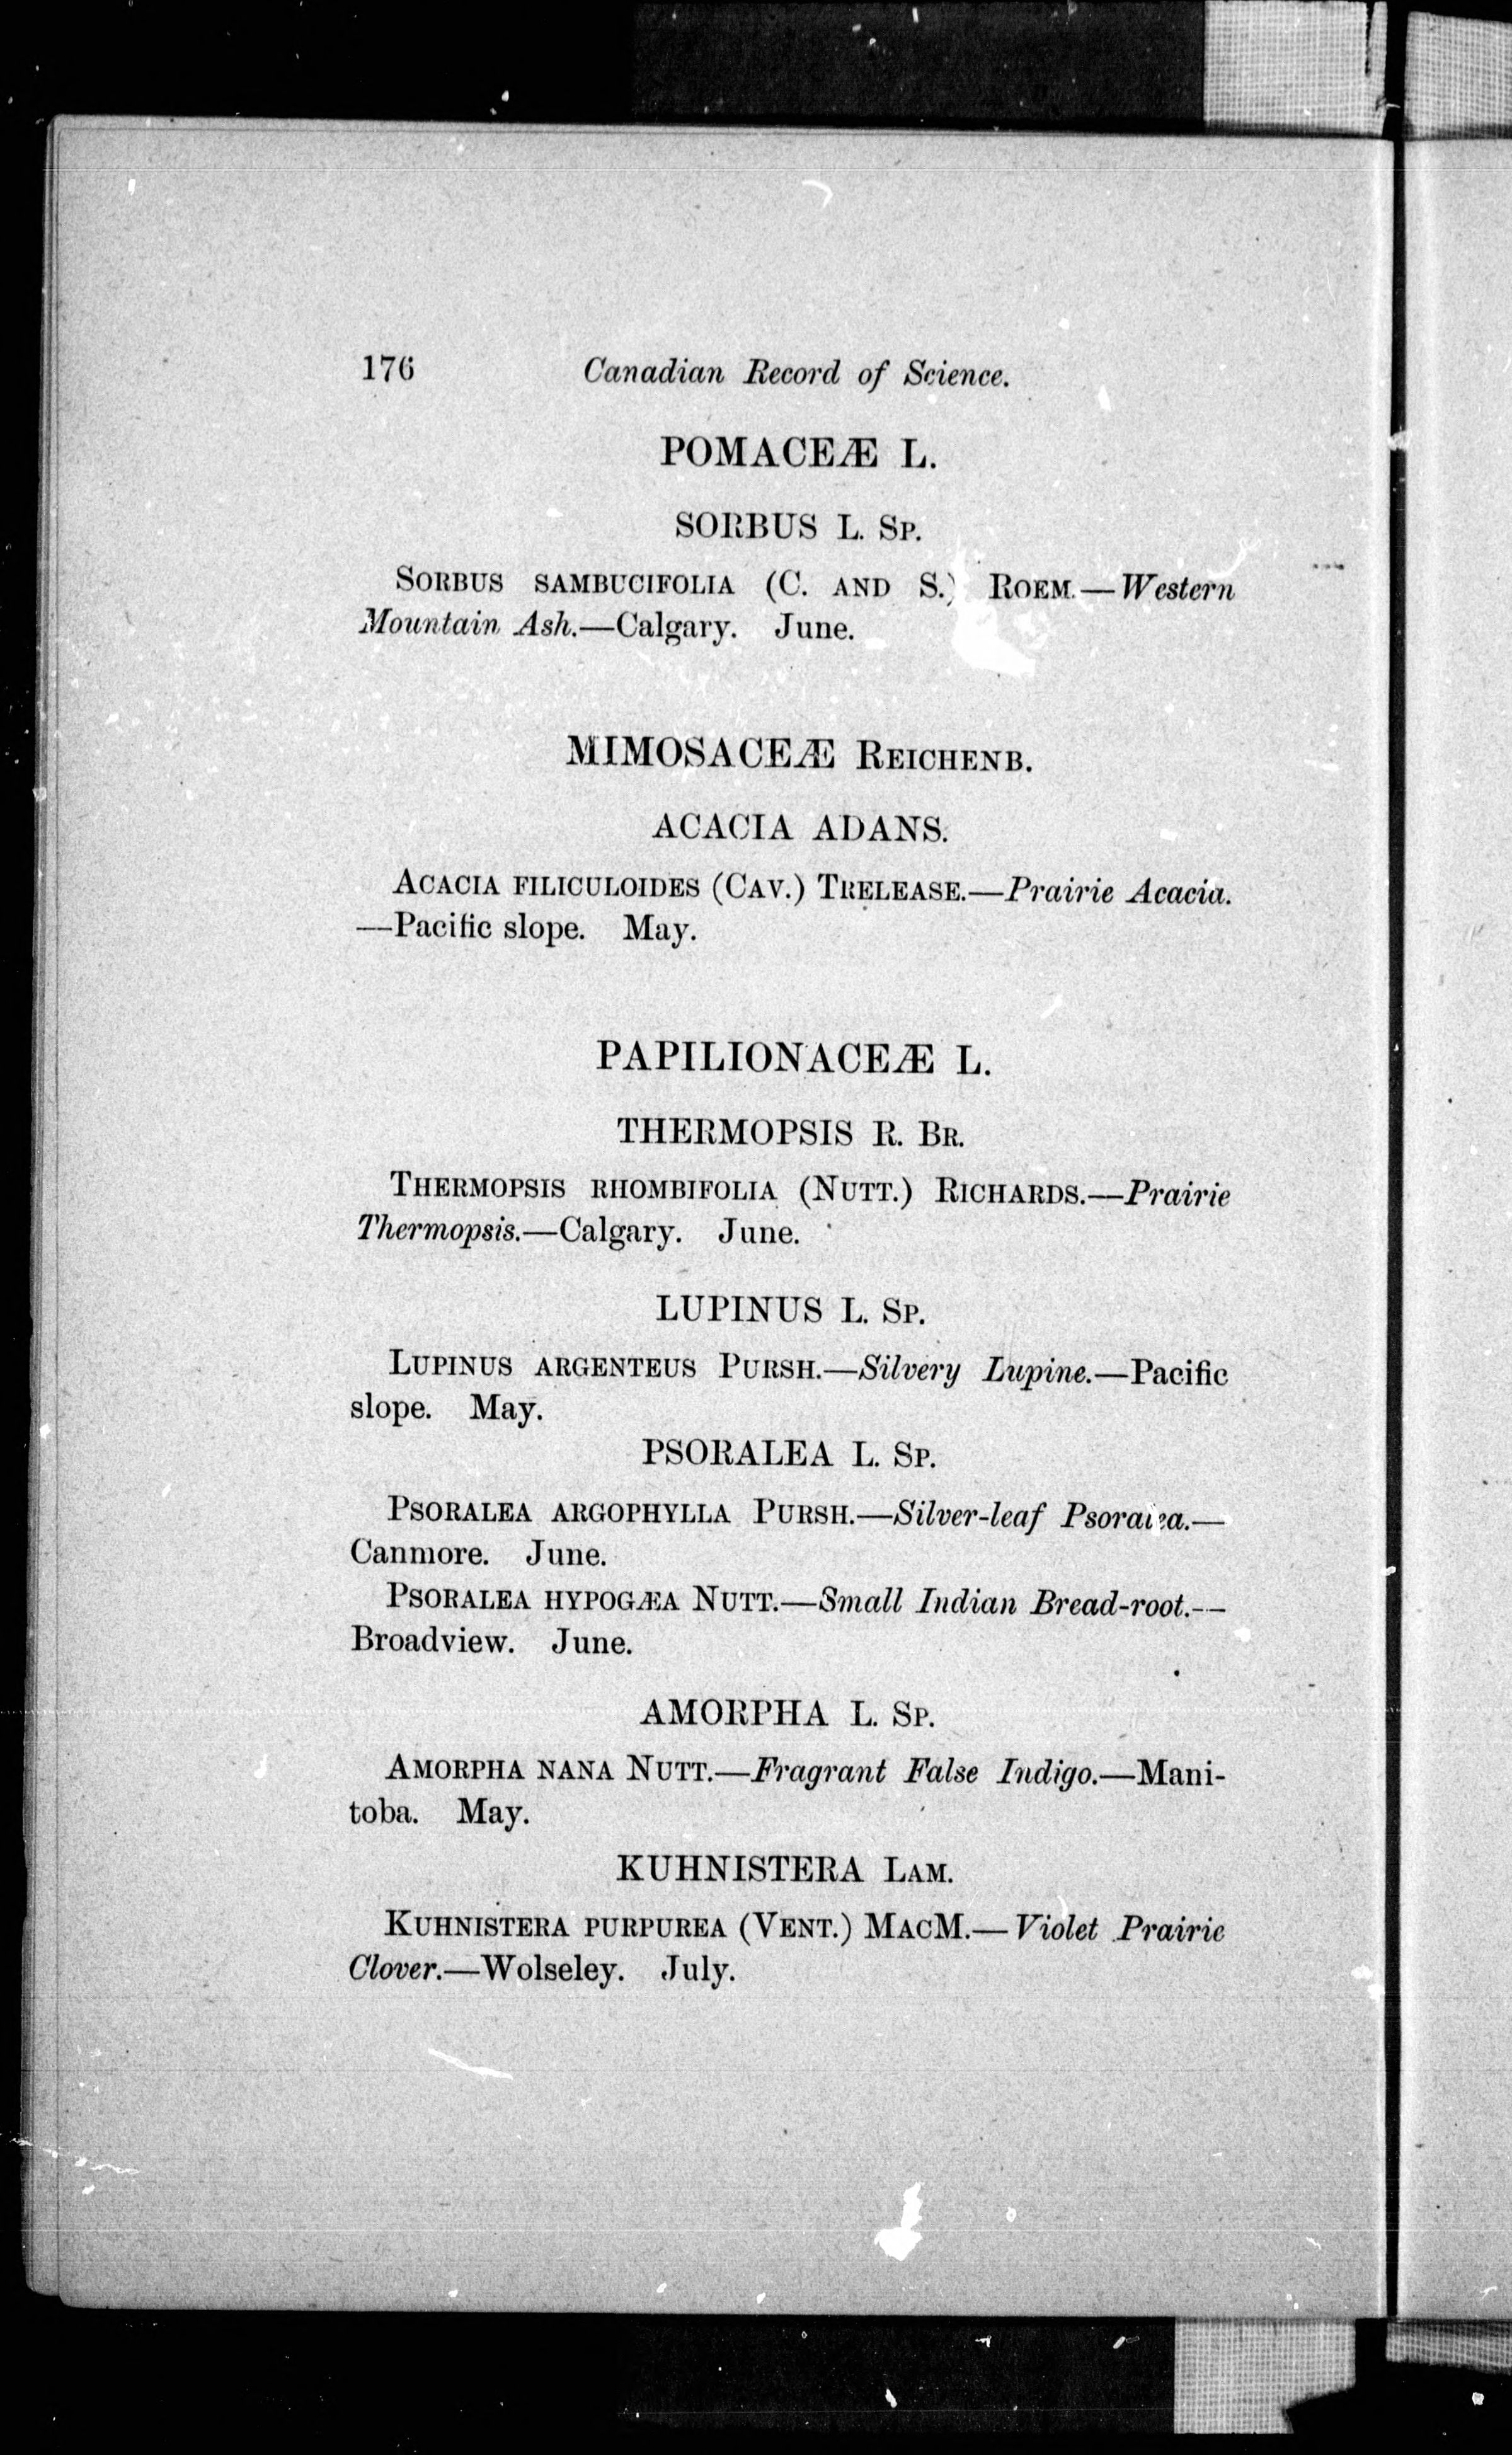 176 Canadian Record of Science.
POMACEÆ L.
SORBUS L. SP.
SORBUS SAMBUCIFOLIA (C. AND S.) ROEM.—Western
Mountain Ash.—Calgary. June.
MIMOSACEÆ REICHENB.
ACACIA ADANS.
ACACIA FILICULOIDES (CAV.) TRELEASE.—Prairie Acacia.
—Pacific slope. May.
PAPILIONACEÆ L.
THERMOPSIS R. BR.
THERMOPSIS RHOMBIFOLIA (NUTT.) RICHARDS.—Prairie
Thermopsis.—Calgary. June.
LUPINUS L. SP.
LUPINUS ARGENTEUS PURSH.—Silvery Lupine.—Pacific
slope. May.
PSORALEA L. SP.
PSORALEA ARGOPHYLLA PURSH.—Silver-leaf Psoralea.—
Canmore. June.
PSORALEA HYPOGÆA NUTT.—Small Indian Bread-root.—
Broadview. June.
AMORPHA L. SP.
AMORPHA NANA NUTT.—Fragrant False Indigo.—Mani-
toba. May.
KUHNISTERA LAM.
KUHNISTERA PURPUREA (VENT.) MACM.—Violet Prairie
Clover.—Wolseley. July.